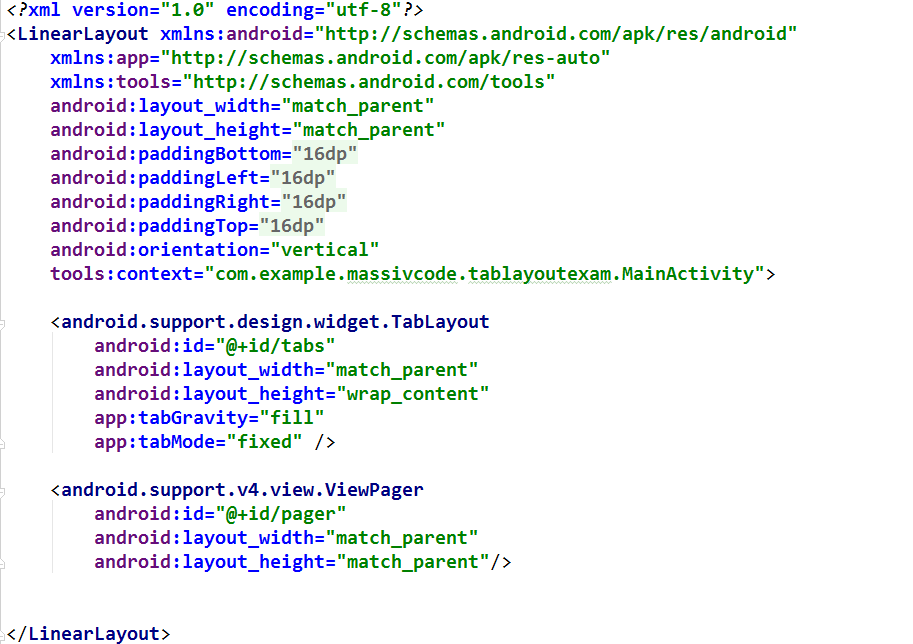 <?xml version="1.0" encoding="utf-8"?>
<LinearLayout xmlns:android="http://schemas.android.com/apk/res/android"
    xmlns:app="http://schemas.android.com/apk/res-auto"
    xmlns:tools="http://schemas.android.com/tools"
    android:layout_width="match_parent"
    android:layout_height="match_parent"
    android:paddingBottom="16dp"
    android:paddingLeft="16dp"
    android:paddingRight="16dp"
    android:paddingTop="16dp"
    android:orientation="vertical"
    tools:context="com.example.massivcode.tablayoutexam.MainActivity">

    <android.support.design.widget.TabLayout
        android:id="@+id/tabs"
        android:layout_width="match_parent"
        android:layout_height="wrap_content"
        app:tabGravity="fill"
        app:tabMode="fixed" />

    <android.support.v4.view.ViewPager
        android:id="@+id/pager"
        android:layout_width="match_parent"
        android:layout_height="match_parent"/>


</LinearLayout>